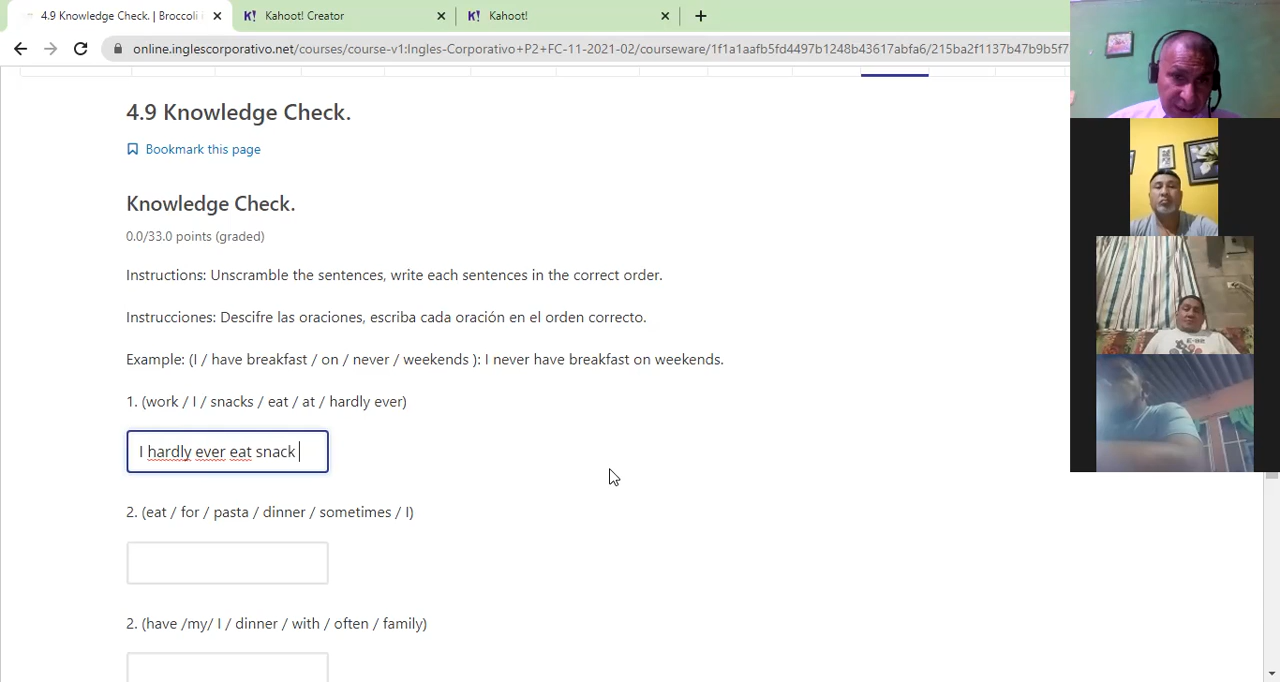 4.9 Knowledge Check. | Broccoli
Kahoot! Creator
Kahoot!
online.inglescorporativo.net/courses/course-v1:Ingles-Corporativo+P2+FC-11-2021-02/courseware/1f1a1aafb5fd4497b1248b43617abfa6/215ba2f1137b47b9b5f7
4.9 Knowledge Check.
Bookmark this page
Knowledge Check.
0.0/33.0 points (graded)
Instructions: Unscramble the sentences, write each sentences in the correct order.
Instrucciones: Descifre las oraciones, escriba cada oración en el orden correcto.
Example: (I / have breakfast / on / never / weekends ): I never have breakfast on weekends.
1. (work / I / snacks / eat / at / hardly ever)
I hardly ever eat snack
2. (eat / for / pasta / dinner / sometimes / I)
2. (have /my/ I / dinner / with / often / family)